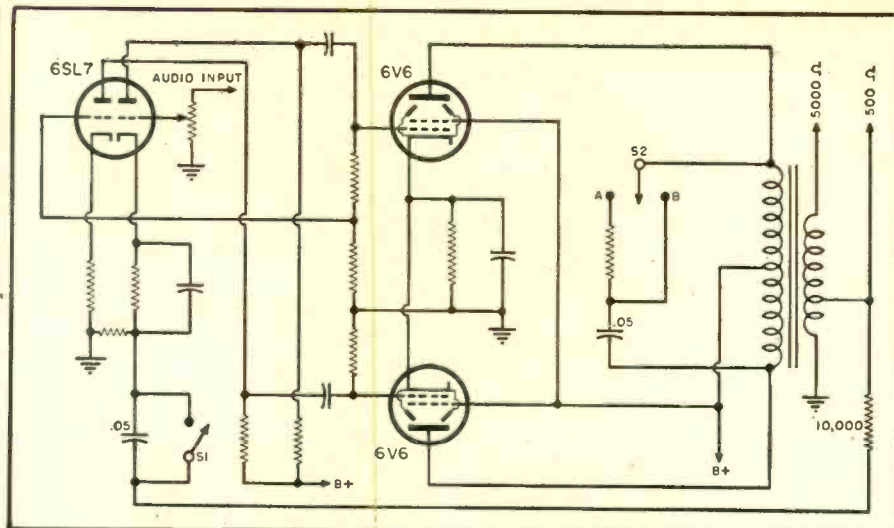 6SL7
AUDIO INPUT
6V6
5000 Ω
500 Ω
S2
A
B
.05
.05
S1
6V6
10,000
B+
B+